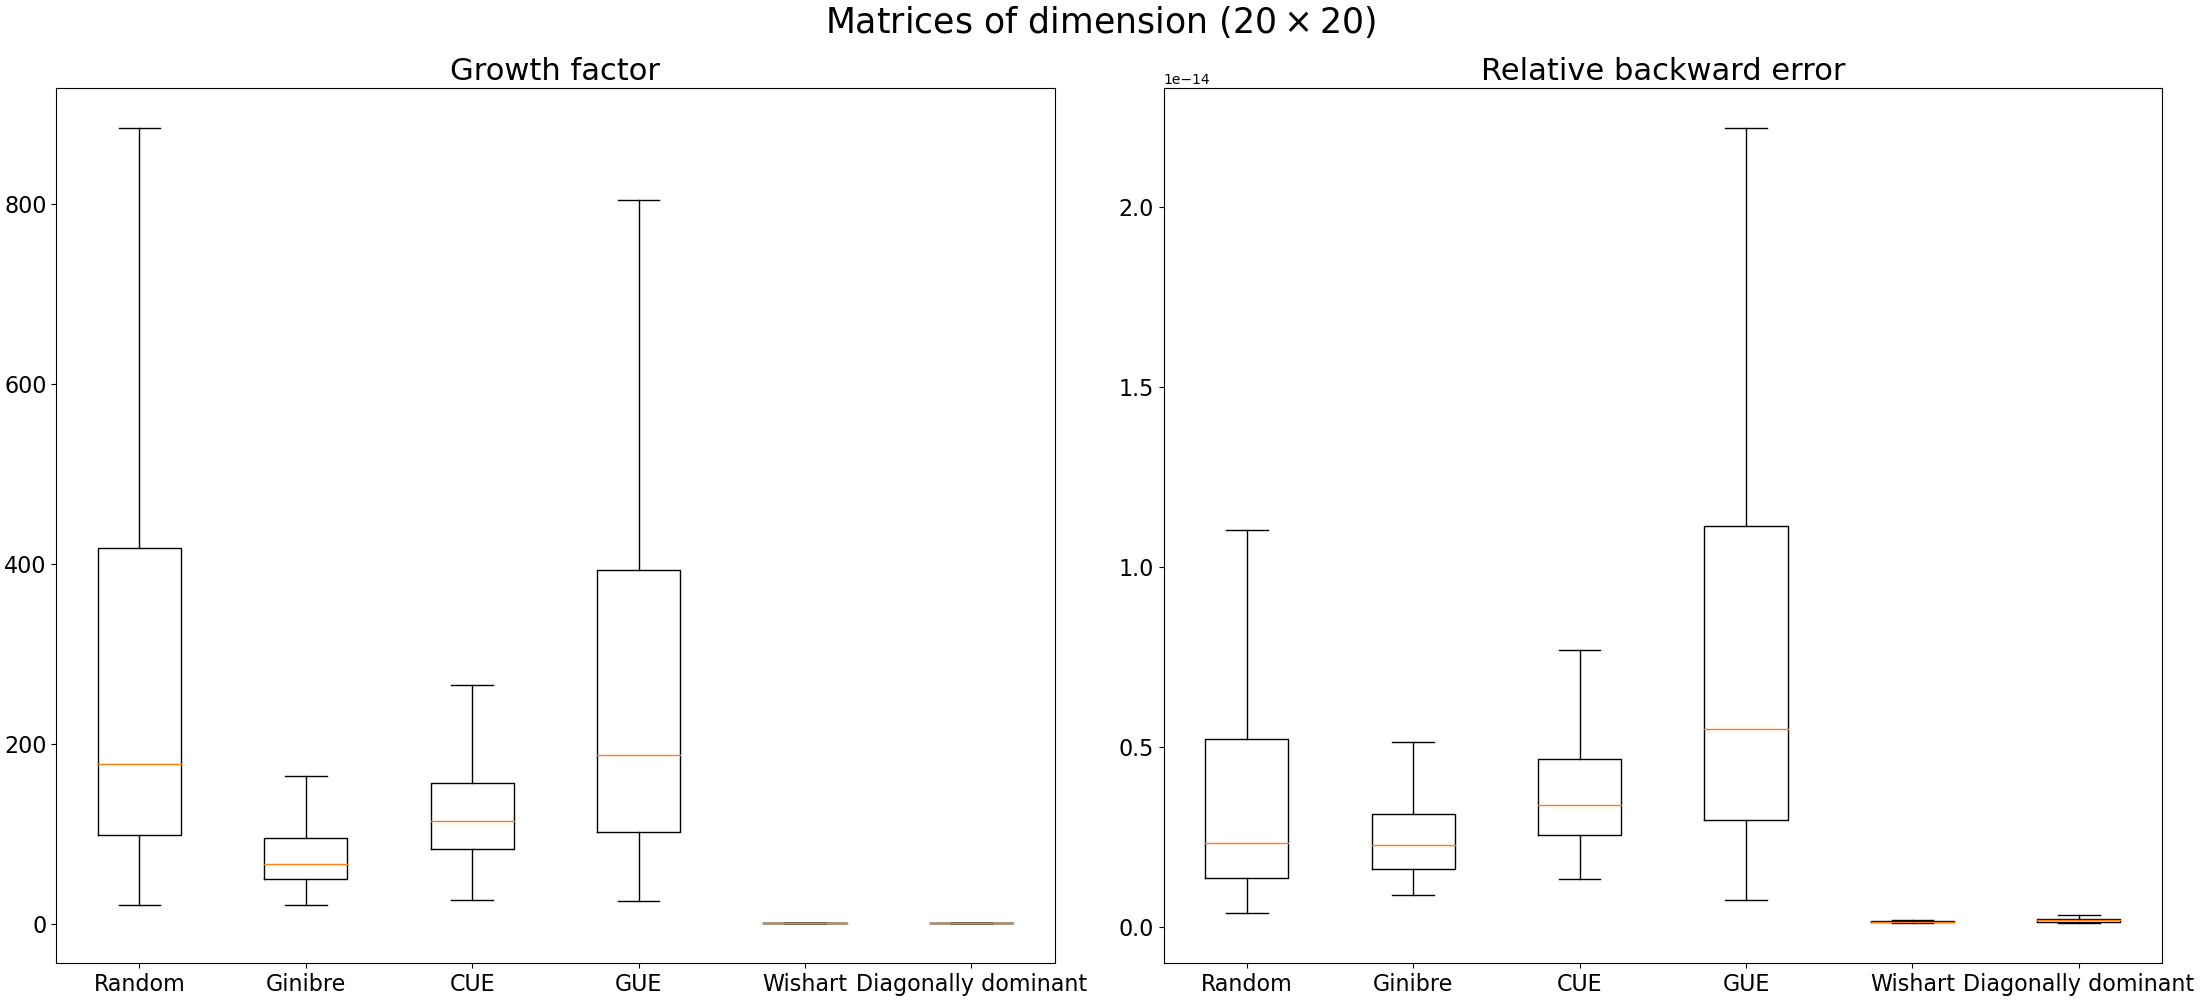 Matrices of dimension (20 × 20)
Growth factor
800
600
400
200
0
Random Ginibre CUE GUE Wishart Diagonally dominant
Relative backward error
1e−14
2.0
1.5
1.0
0.5
0.0
Random Ginibre CUE GUE Wishart Diagonally dominant